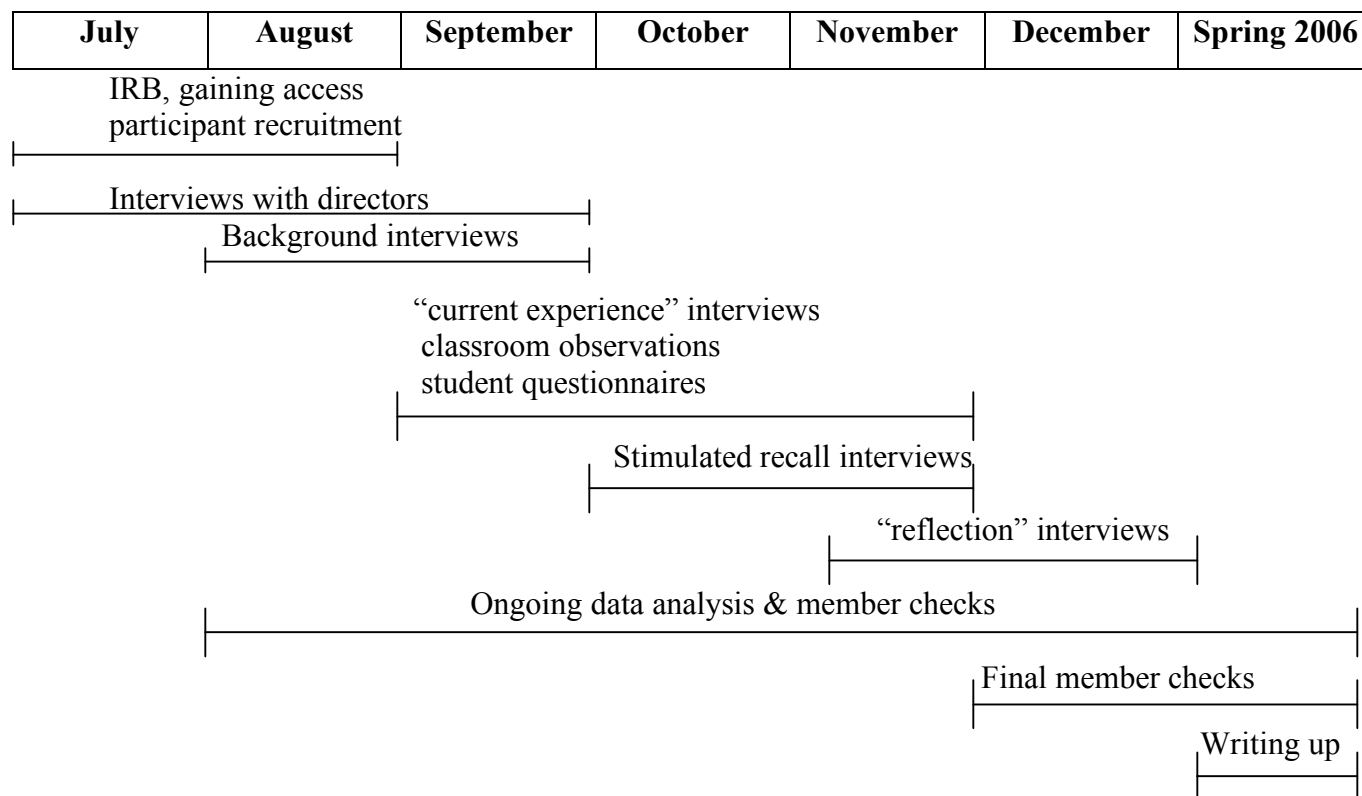 July August September October November December Spring 2006
IRB, gaining access
participant recruitment
Interviews with directors
Background interviews
“current experience” interviews
classroom observations
student questionnaires
Stimulated recall interviews
“reflection” interviews
Ongoing data analysis & member checks
Final member checks
Writing up